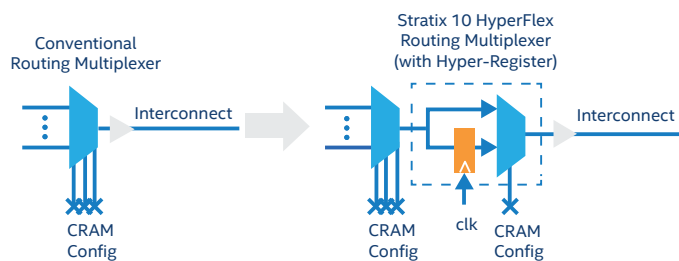 Conventional
Routing Multiplexer
Interconnect
CRAM
Config
Stratix 10 HyperFlex
Routing Multiplexer
(with Hyper-Register)
Interconnect
CRAM
Config
clk
CRAM
Config